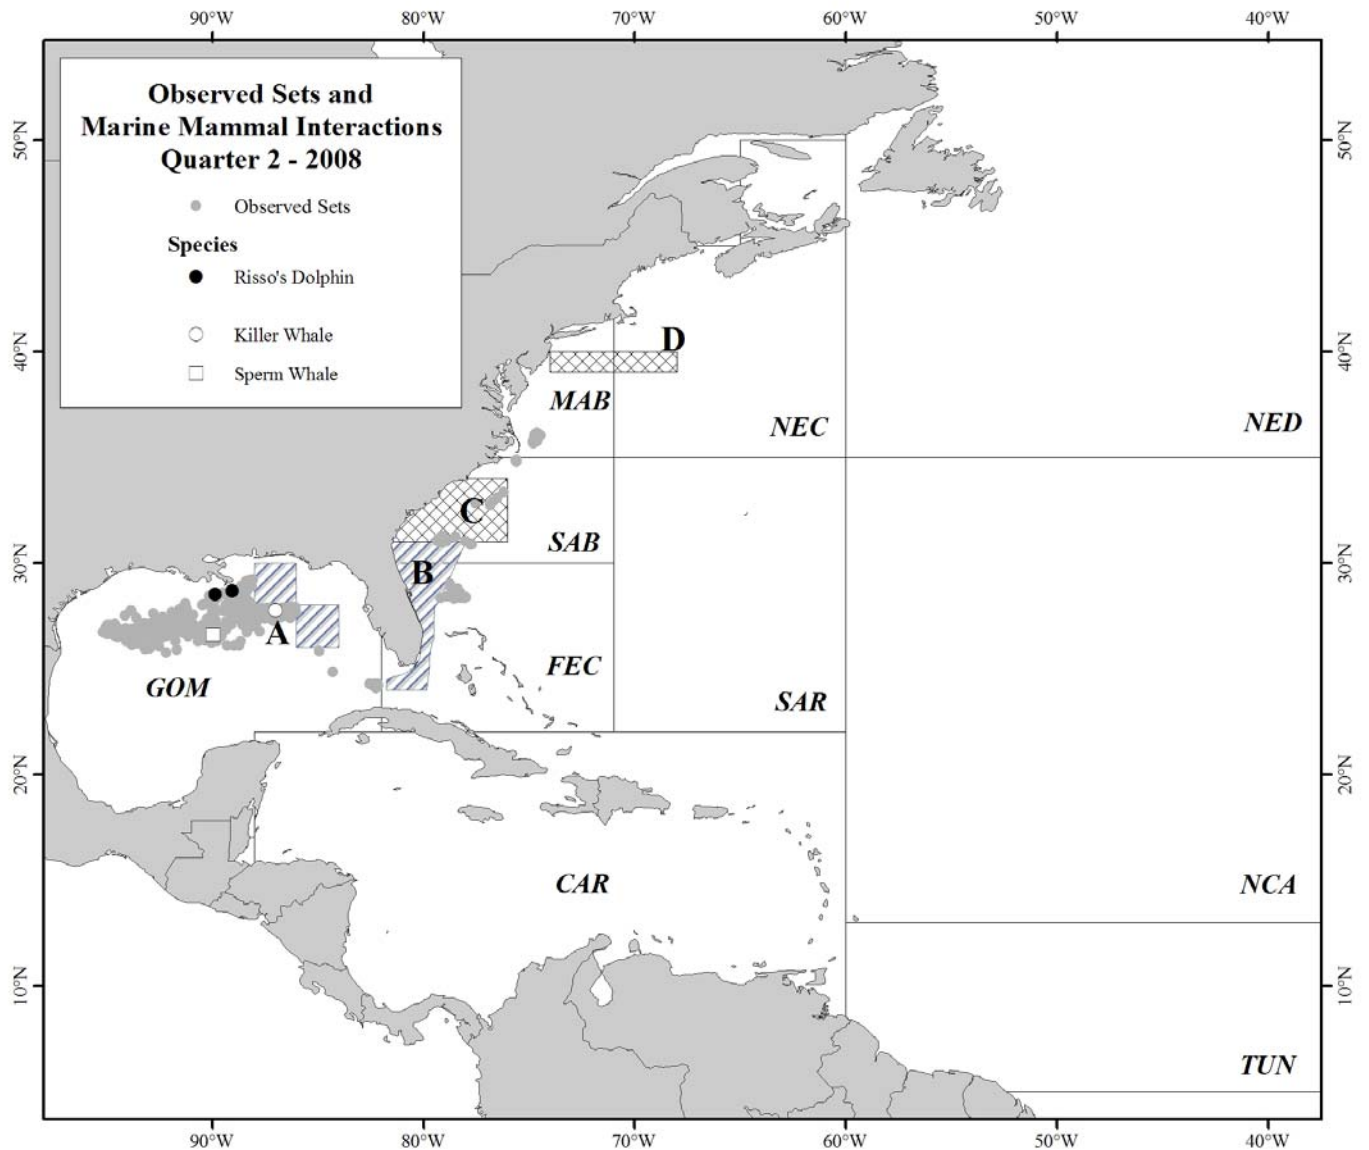 90°W 80°W 70°W 60°W 50°W 40°W
Observed Sets and
Marine Mammal Interactions
Quarter 2 - 2008
Observed Sets
Species
Risso's Dolphin
Killer Whale
Sperm Whale
50°N 50°N
40°N 40°N
D
MAB
NEC
NED
C
SAB
30°N 30°N
B
A
FEC
GOM
SAR
20°N 20°N
CAR
NCA
10°N 10°N
TUN
90°W 80°W 70°W 60°W 50°W 40°W